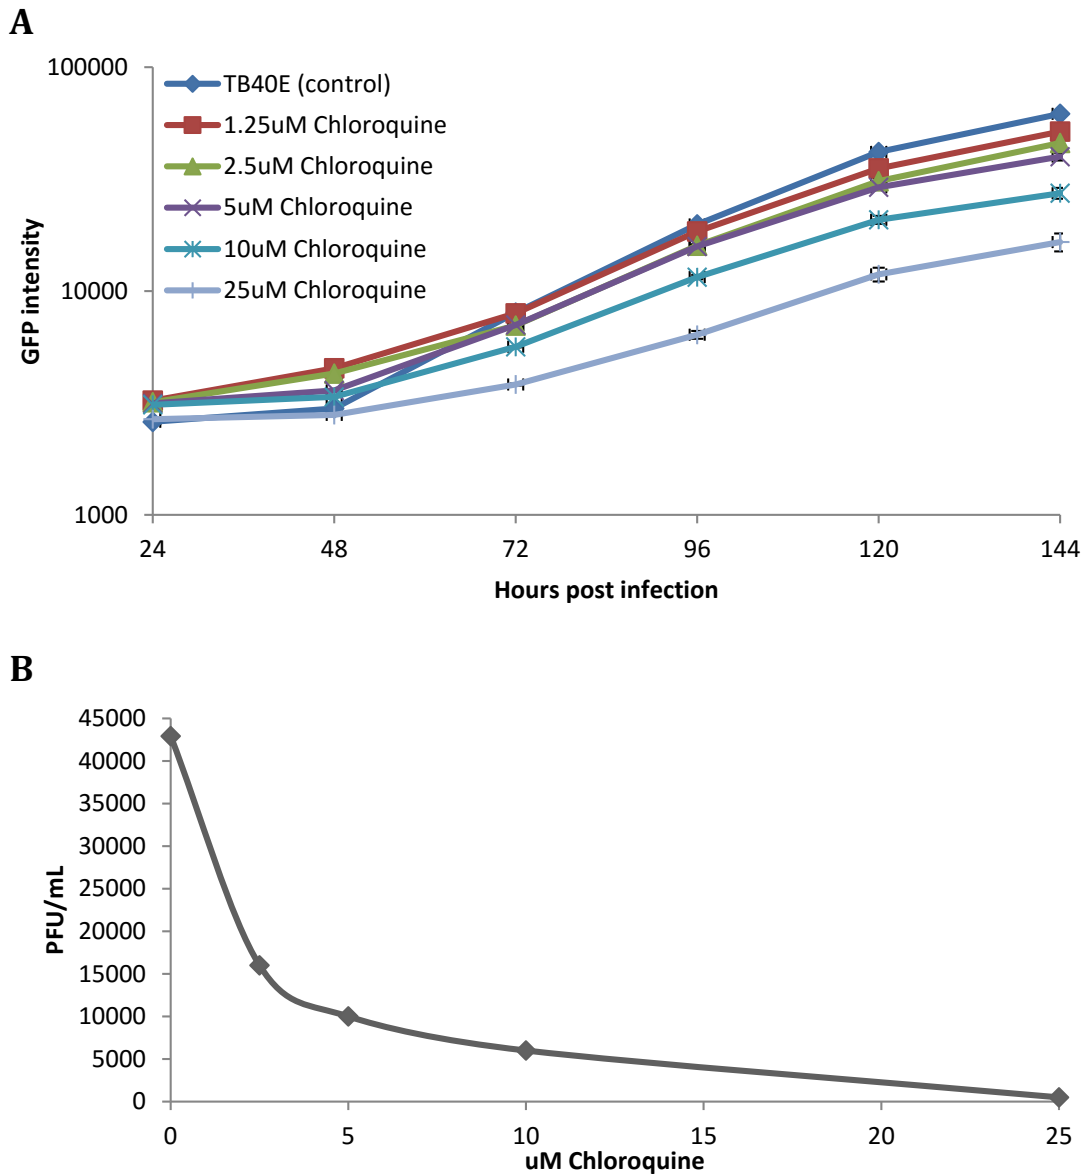 A
100000
10000
1000
GFP intensity
TB40E (control)
1.25uM Chloroquine
2.5uM Chloroquine
5uM Chloroquine
10uM Chloroquine
25uM Chloroquine
24 48 72 96 120 144
Hours post infection
B
45000
40000
35000
30000
25000
20000
15000
10000
5000
0
PFU/mL
0 5 10 15 20 25
uM Chloroquine